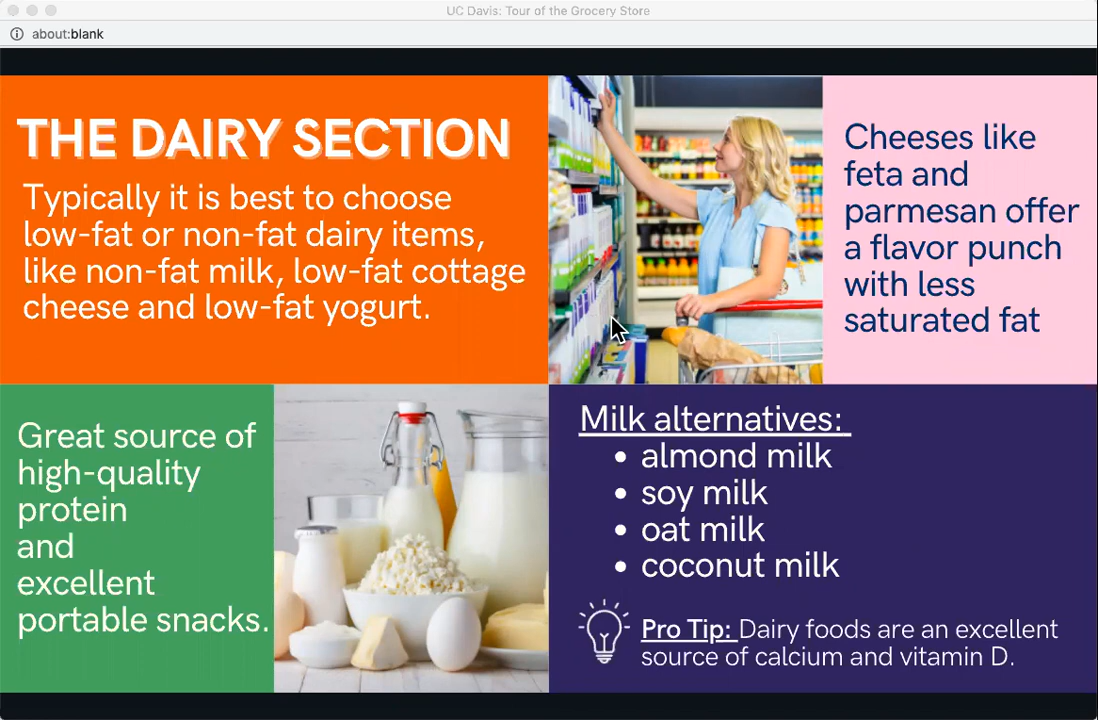 UC Davis: Tour of the Grocery Store
about:blank
THE DAIRY SECTION
Typically it is best to choose
low-fat or non-fat dairy items,
like non-fat milk, low-fat cottage
cheese and low-fat yogurt.
Cheeses like
feta and
parmesan offer
a flavor punch
with less
saturated fat
Great source of
high-quality
protein
and
excellent
portable snacks.
Milk alternatives:
• almond milk
• soy milk
• oat milk
• coconut milk
Pro Tip: Dairy foods are an excellent
source of calcium and vitamin D.